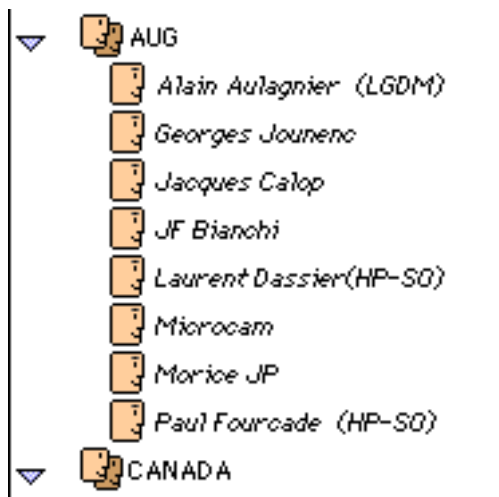 AUG
Alain Aulagnier (LGDM)
Georges Jounenc
Jacques Calop
JF Bianchi
Laurent Dassier(HP-SO)
Microcam
Morice JP
Paul Fourcade (HP-SO)
CANADA